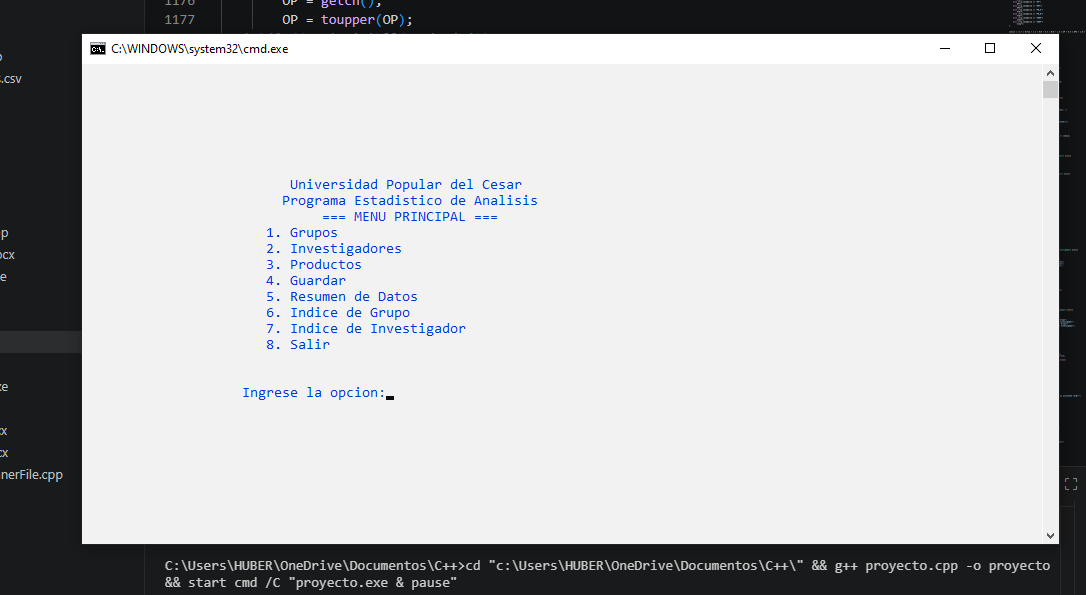 1176 OP = getch();
1177 OP = toupper(OP);
C:\WINDOWS\system32\cmd.exe
.csv
Universidad Popular del Cesar
Programa Estadistico de Analisis
=== MENU PRINCIPAL ===
1. Grupos
2. Investigadores
3. Productos
4. Guardar
5. Resumen de Datos
6. Indice de Grupo
7. Indice de Investigador
8. Salir
Ingrese la opcion:
p
ocx
e
xe
x
cx
nerFile.cpp
C:\Users\HUBER\OneDrive\Documentos\C++>cd "c:\Users\HUBER\OneDrive\Documentos\C++\" && g++ proyecto.cpp -o proyecto
&& start cmd /C "proyecto.exe & pause"